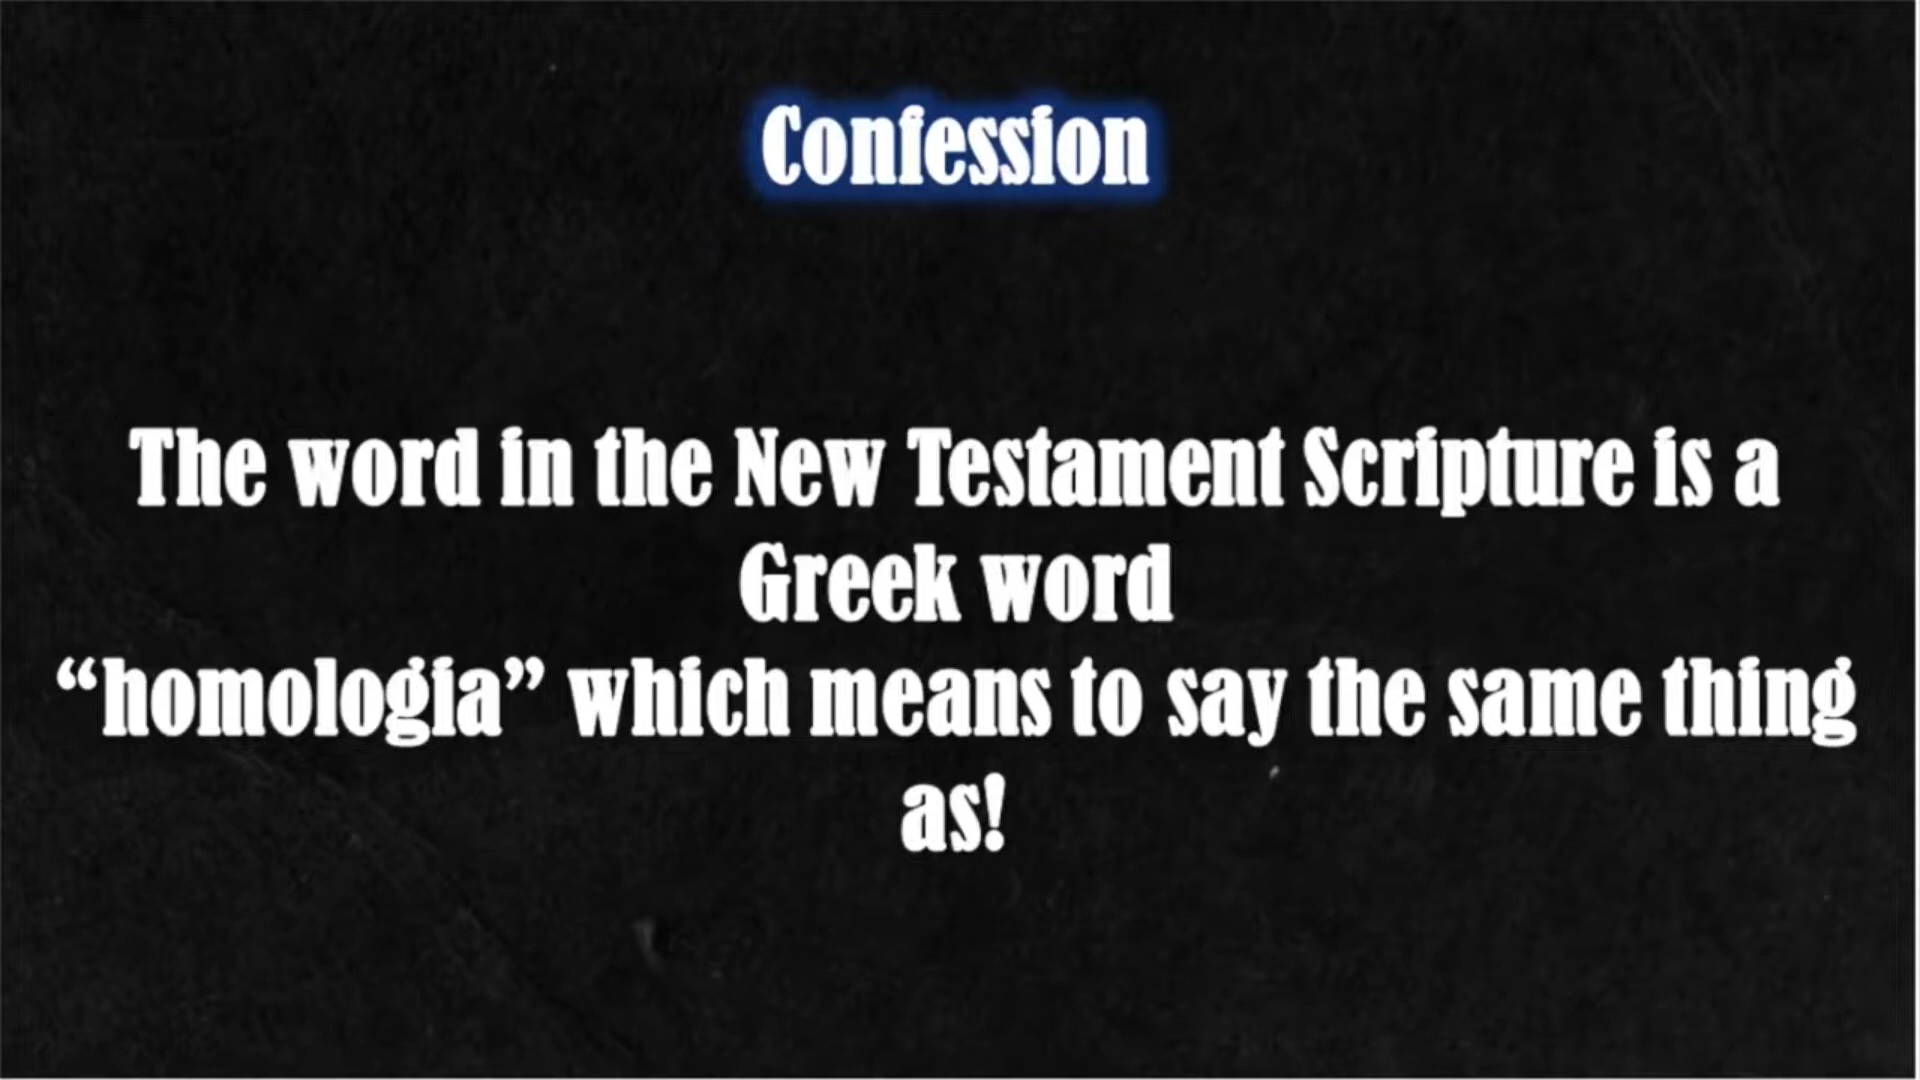 Confession
The word in the New Testament Scripture is a
Greek word
“homologia” which means to say the same thing
as!